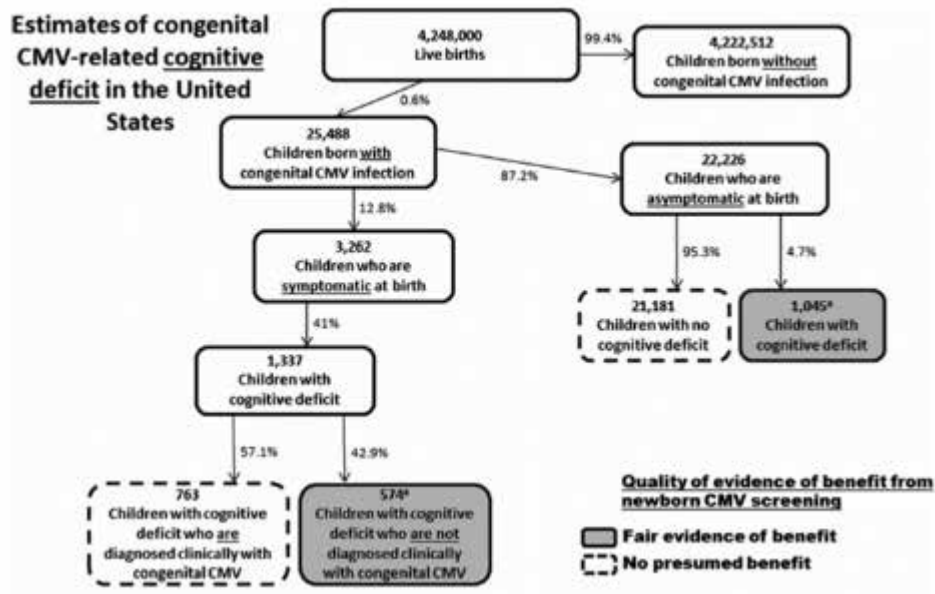 Estimates of congenital
CMV-related cognitive
deficit in the United
States
4,248,000
Live births
99.4%
4,222,512
Children born without
congenital CMV infection
0.6%
25,488
Children born with
congenital CMV infection
87.2%
22,226
Children who are
asymptomatic at birth
12.8%
3,262
Children who are
symptomatic at birth
95.3%
4.7%
21,181
Children with no
cognitive deficit
1,045ª
Children with
cognitive deficit
41%
1,337
Children with
cognitive deficit
57.1%
42.9%
763
Children with cognitive
deficit who are
diagnosed clinically with
congenital CMV
574ª
Children with cognitive
deficit who are not
diagnosed clinically
with congenital CMV
Quality of evidence of benefit from
newborn CMV screening
Fair evidence of benefit
No presumed benefit